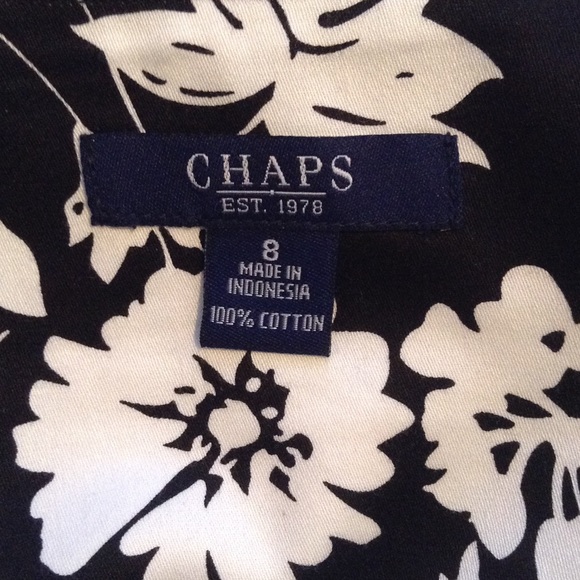 CHAPS
EST. 1978
8
MADE IN
INDONESIA
100% COTTON